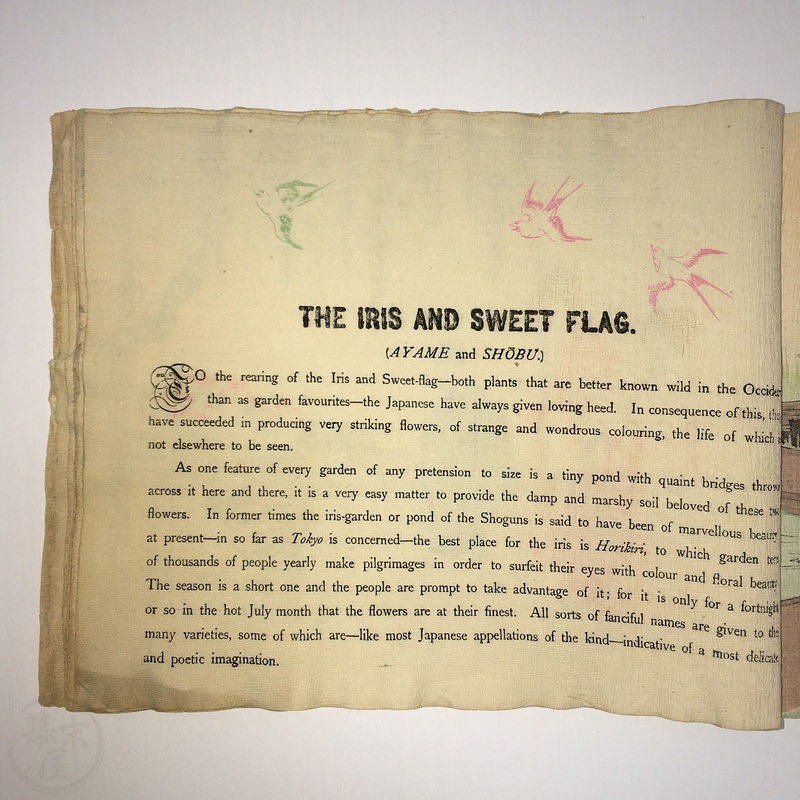 THE IRIS AND SWEET FLAG.
(AYAME and SHŌBU.)
TO the rearing of the Iris and Sweet-flag—both plants that are better known wild in the Occident
than as garden favourites—the Japanese have always given loving heed. In consequence of this, they
have succeeded in producing very striking flowers, of strange and wondrous colouring, the life of which is
not elsewhere to be seen.
As one feature of every garden of any pretension to size is a tiny pond with quaint bridges thrown
across it here and there, it is a very easy matter to provide the damp and marshy soil beloved of these two
flowers. In former times the iris-garden or pond of the Shoguns is said to have been of marvellous beauty
at present—in so far as Tokyo is concerned—the best place for the iris is Horikiri, to which garden tens
of thousands of people yearly make pilgrimages in order to surfeit their eyes with colour and floral beauty
The season is a short one and the people are prompt to take advantage of it; for it is only for a fortnight
or so in the hot July month that the flowers are at their finest. All sorts of fanciful names are given to the
many varieties, some of which are—like most Japanese appellations of the kind—indicative of a most delicate
and poetic imagination.
幕末屋